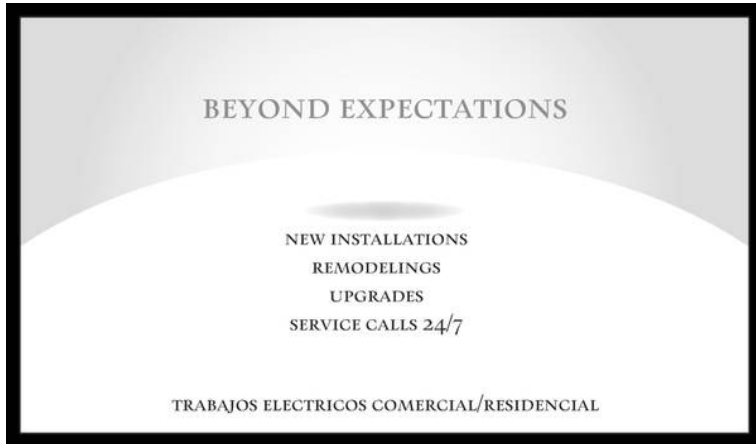 BEYOND EXPECTATIONS
NEW INSTALLATIONS
REMODELINGS
UPGRADES
SERVICE CALLS 24/7
TRABAJOS ELECTRICOS COMERCIAL/RESIDENCIAL